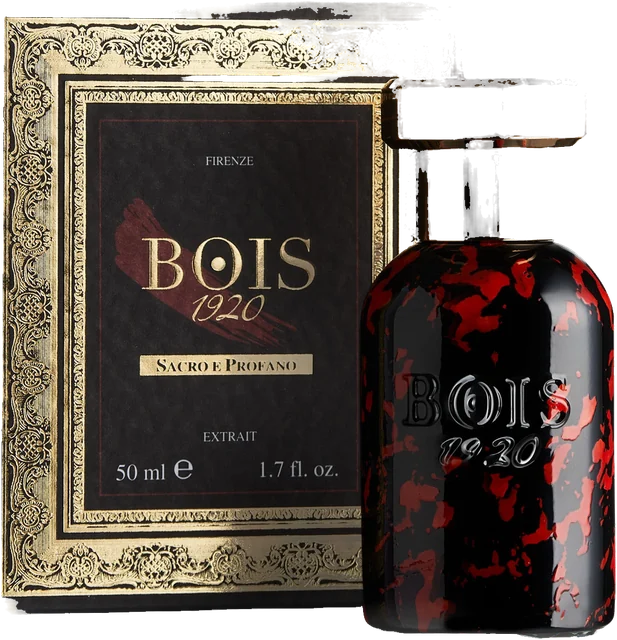 FIRENZE
BOIS
1920
SACRO E PROFANO
EXTRAIT
50 ml ℮ 1.7 fl. oz.
BOIS
1920